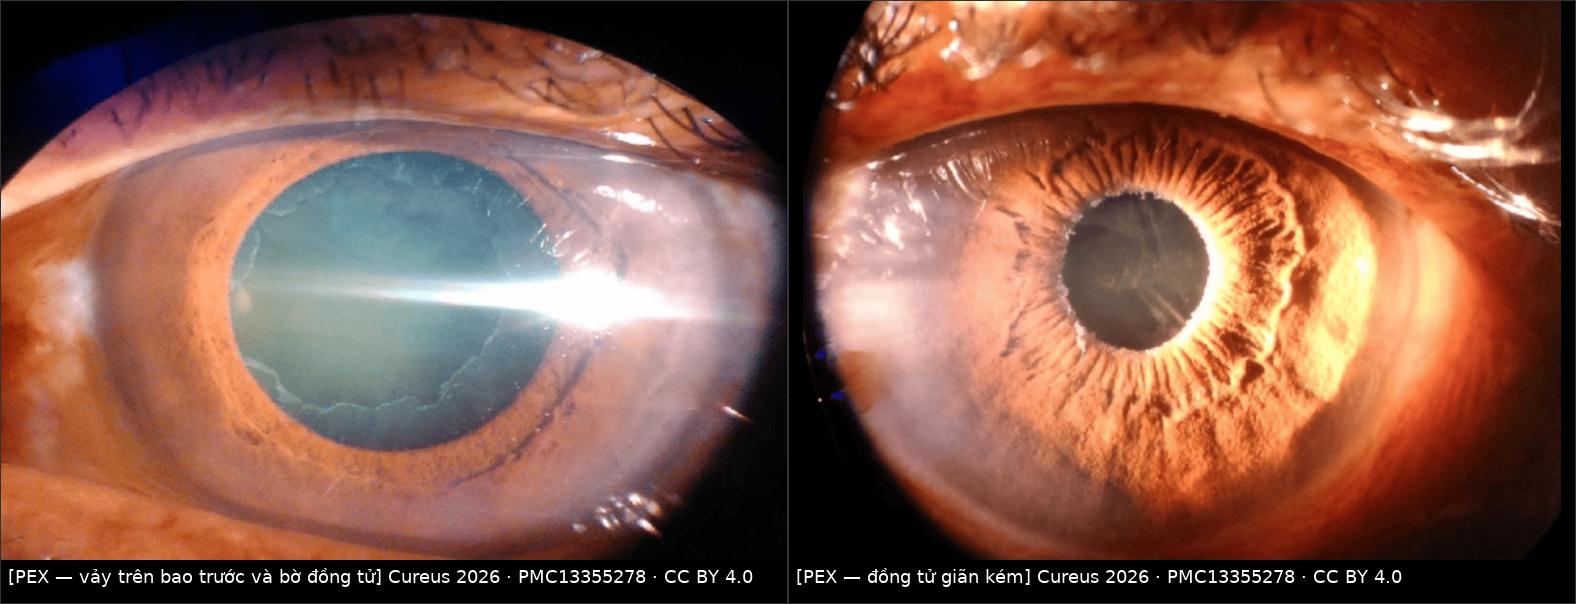 [PEX — vảy trên bao trước và bờ đồng tử] Cureus 2026 · PMC13355278 · CC BY 4.0
[PEX — đồng tử giãn kém] Cureus 2026 · PMC13355278 · CC BY 4.0